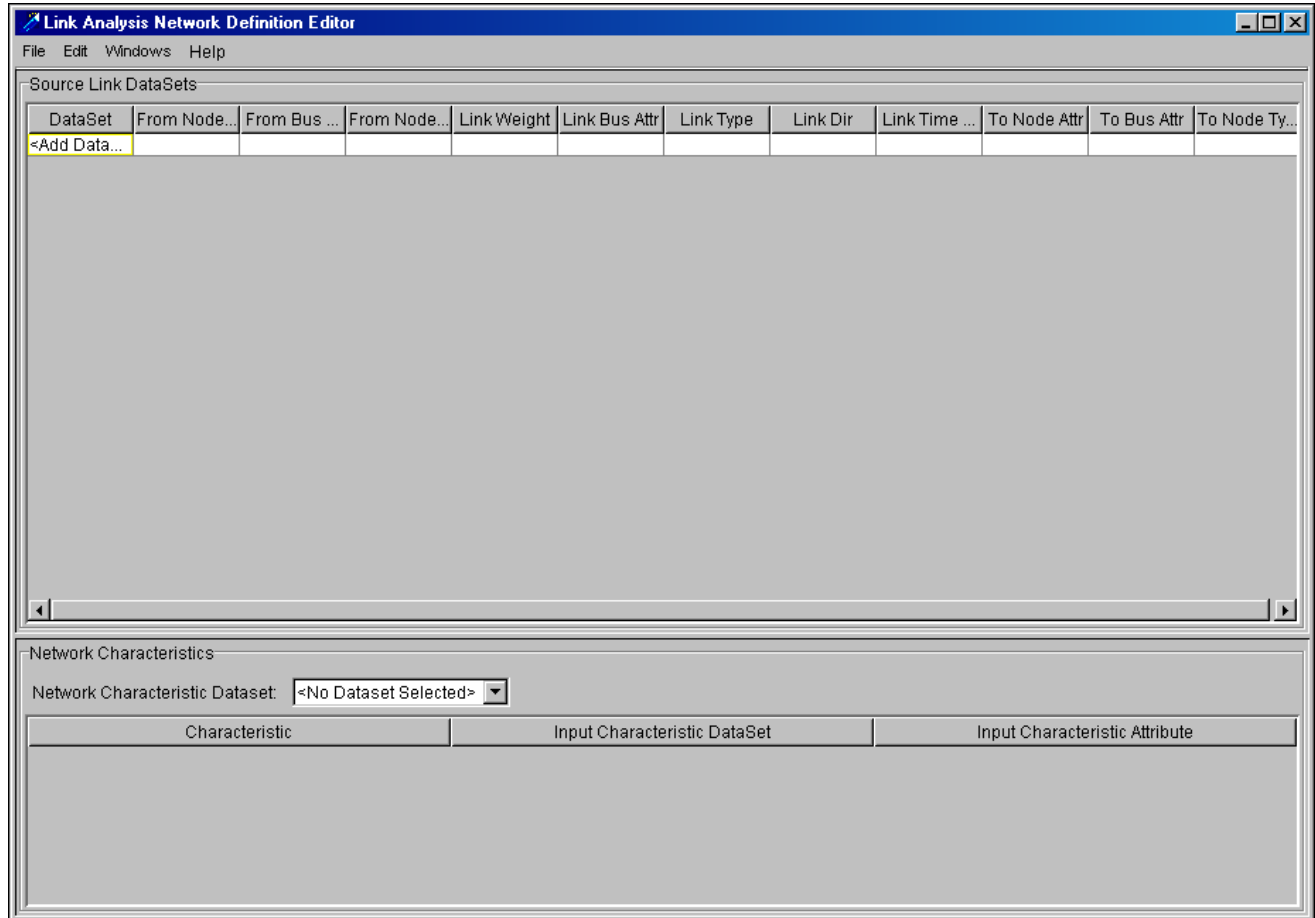 Link Analysis Network Definition Editor
File Edit Windows Help
Source Link DataSets
DataSet From Node... From Bus ... From Node... Link Weight Link Bus Attr Link Type Link Dir Link Time ... To Node Attr To Bus Attr To Node Ty...
<Add Data...
Network Characteristics
Network Characteristic Dataset: <No Dataset Selected>
Characteristic Input Characteristic DataSet Input Characteristic Attribute